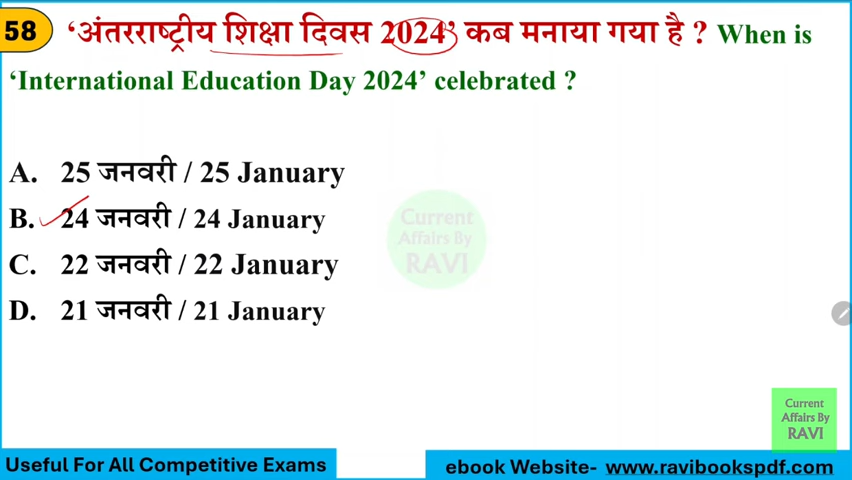 58 ‘अंतरराष्ट्रीय शिक्षा दिवस 2024’ कब मनाया गया है ? When is
‘International Education Day 2024’ celebrated ?
A. 25 जनवरी / 25 January
B. 24 जनवरी / 24 January
C. 22 जनवरी / 22 January
D. 21 जनवरी / 21 January
Current
Affairs By
RAVI
Current
Affairs By
RAVI
Useful For All Competitive Exams
ebook Website- www.ravibookspdf.com